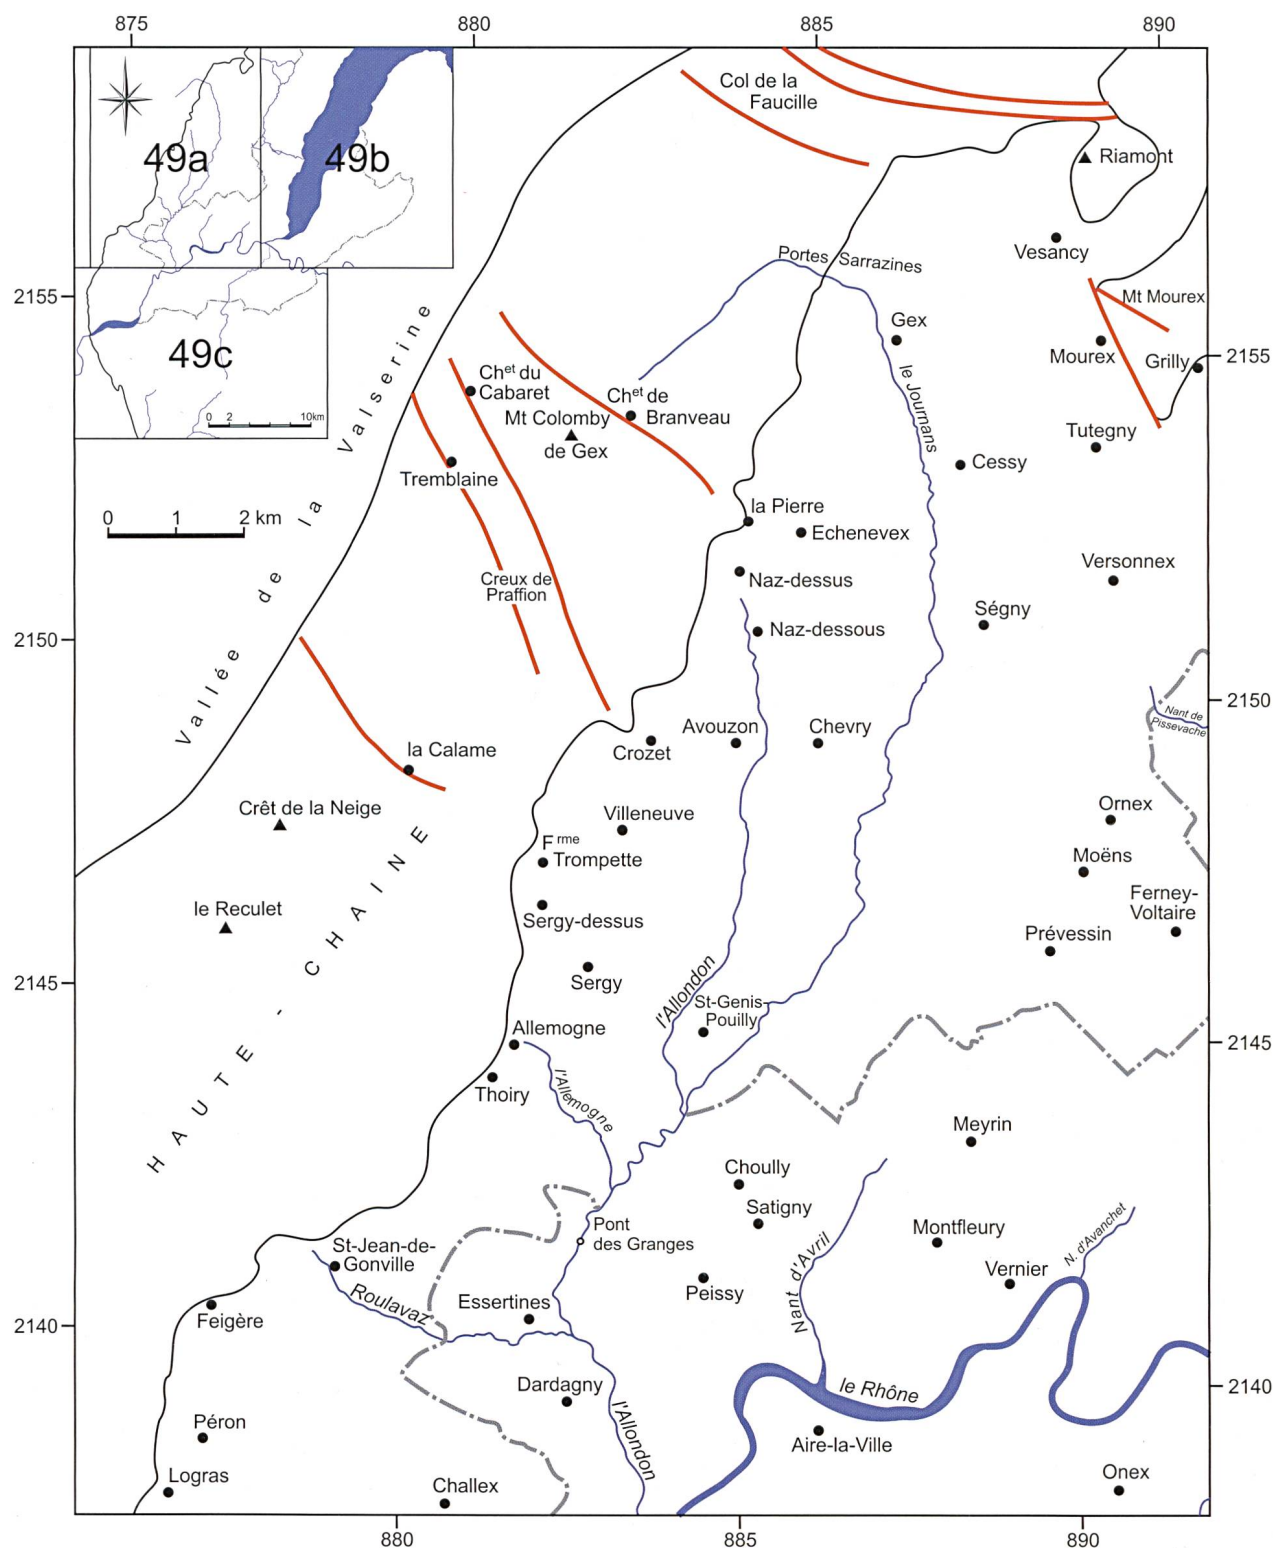 875
880
885
890
49a
49b
49c
0 2 10km
Col de la
Faucille
Riamont
Vesancy
Portes Sarrazines
2155
Mt Mourex
Gex
Mourex
2155
Grilly
Vallée de la Valserine
Chet du
Cabaret
Chet de
Branveau
Mt Colomby
de Gex
le Journans
Tutegny
Cessy
Tremblaine
0 1 2 km
la Pierre
Echenevex
Versonnex
Creux de
Praffion
Naz-dessus
Ségny
Naz-dessous
2150
2150
Nant de
Pissevache
Avouzon
Chevry
Crozet
la Calame
Crêt de la Neige
Villeneuve
Ornex
Frme
Trompette
Moëns
HAUTE - CHAINE
le Reculet
Sergy-dessus
Ferney-
Voltaire
Prévessin
Sergy
2145
l'Allondon
St-Genis-
Pouilly
Allemogne
2145
Thoiry
l'Allemogne
Meyrin
Choully
Satigny
Pont
des Granges
Montfleury
N. d'Avanchet
St-Jean-de-
Gonville
Nant d'Avril
Vernier
Peissy
Roulavaz
Essertines
Feigère
2140
Dardagny
le Rhône
2140
l'Allondon
Péron
Aire-la-Ville
Logras
Challex
Onex
880
885
890